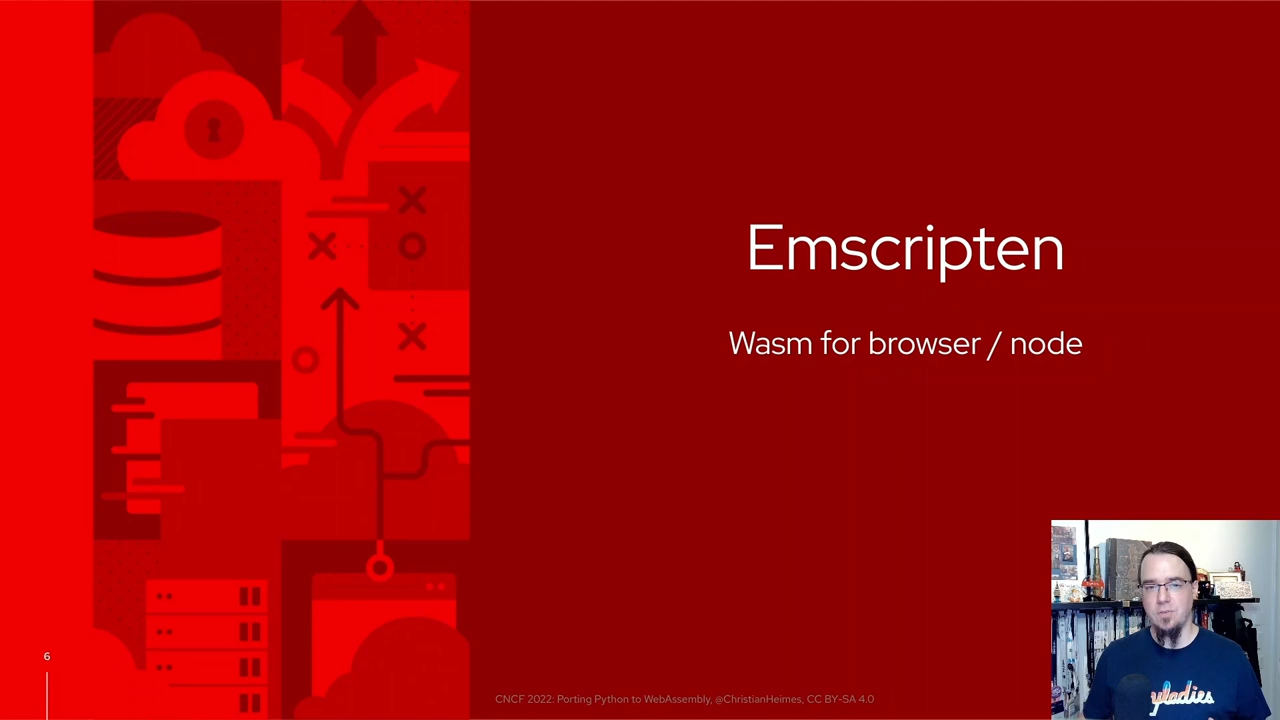 Emscripten
Wasm for browser / node
6
CNCF 2022: Porting Python to WebAssembly, @ChristianHeimes, CC BY-SA 4.0